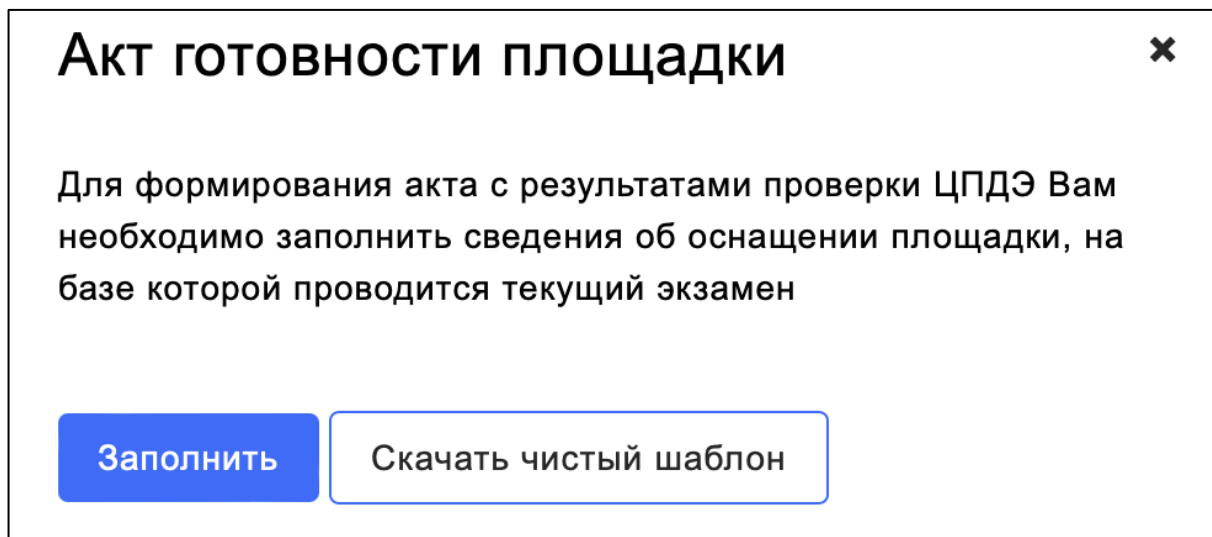 Акт готовности площадки
Для формирования акта с результатами проверки ЦПДЭ Вам
необходимо заполнить сведения об оснащении площадки, на
базе которой проводится текущий экзамен
Заполнить
Скачать чистый шаблон